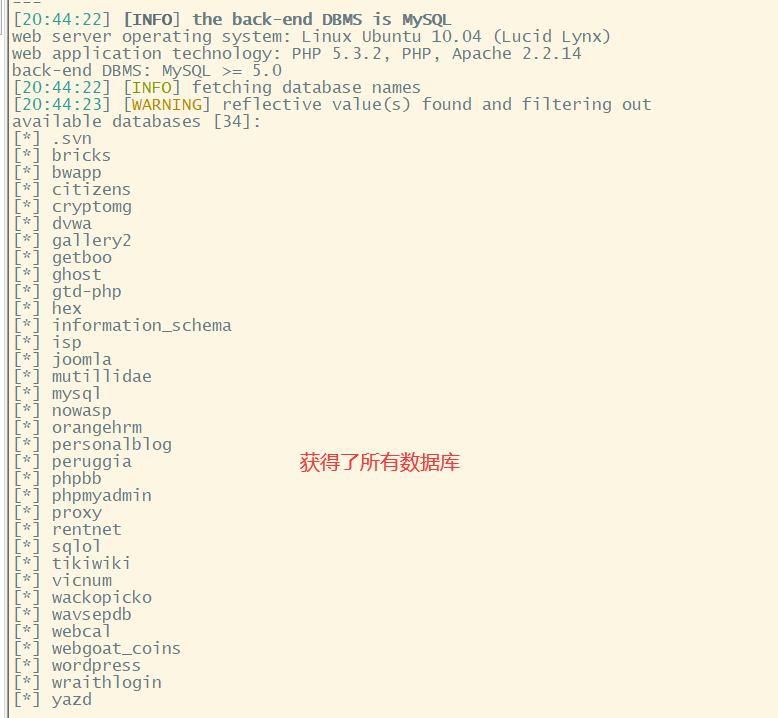 ---
[20:44:22] [INFO] the back-end DBMS is MySQL
web server operating system: Linux Ubuntu 10.04 (Lucid Lynx)
web application technology: PHP 5.3.2, PHP, Apache 2.2.14
back-end DBMS: MySQL >= 5.0
[20:44:22] [INFO] fetching database names
[20:44:23] [WARNING] reflective value(s) found and filtering out
available databases [34]:
[*] .svn
[*] bricks
[*] bwapp
[*] citizens
[*] cryptomg
[*] dvwa
[*] gallery2
[*] getboo
[*] ghost
[*] gtd-php
[*] hex
[*] information_schema
[*] isp
[*] joomla
[*] mutillidae
[*] mysql
[*] nowasp
[*] orangehrm
[*] personalblog
[*] peruggia
获得了所有数据库
[*] phpbb
[*] phpmyadmin
[*] proxy
[*] rentnet
[*] sqlol
[*] tikiwiki
[*] vicnum
[*] wackopicko
[*] wavsepdb
[*] webcal
[*] webgoat_coins
[*] wordpress
[*] wraithlogin
[*] yazd